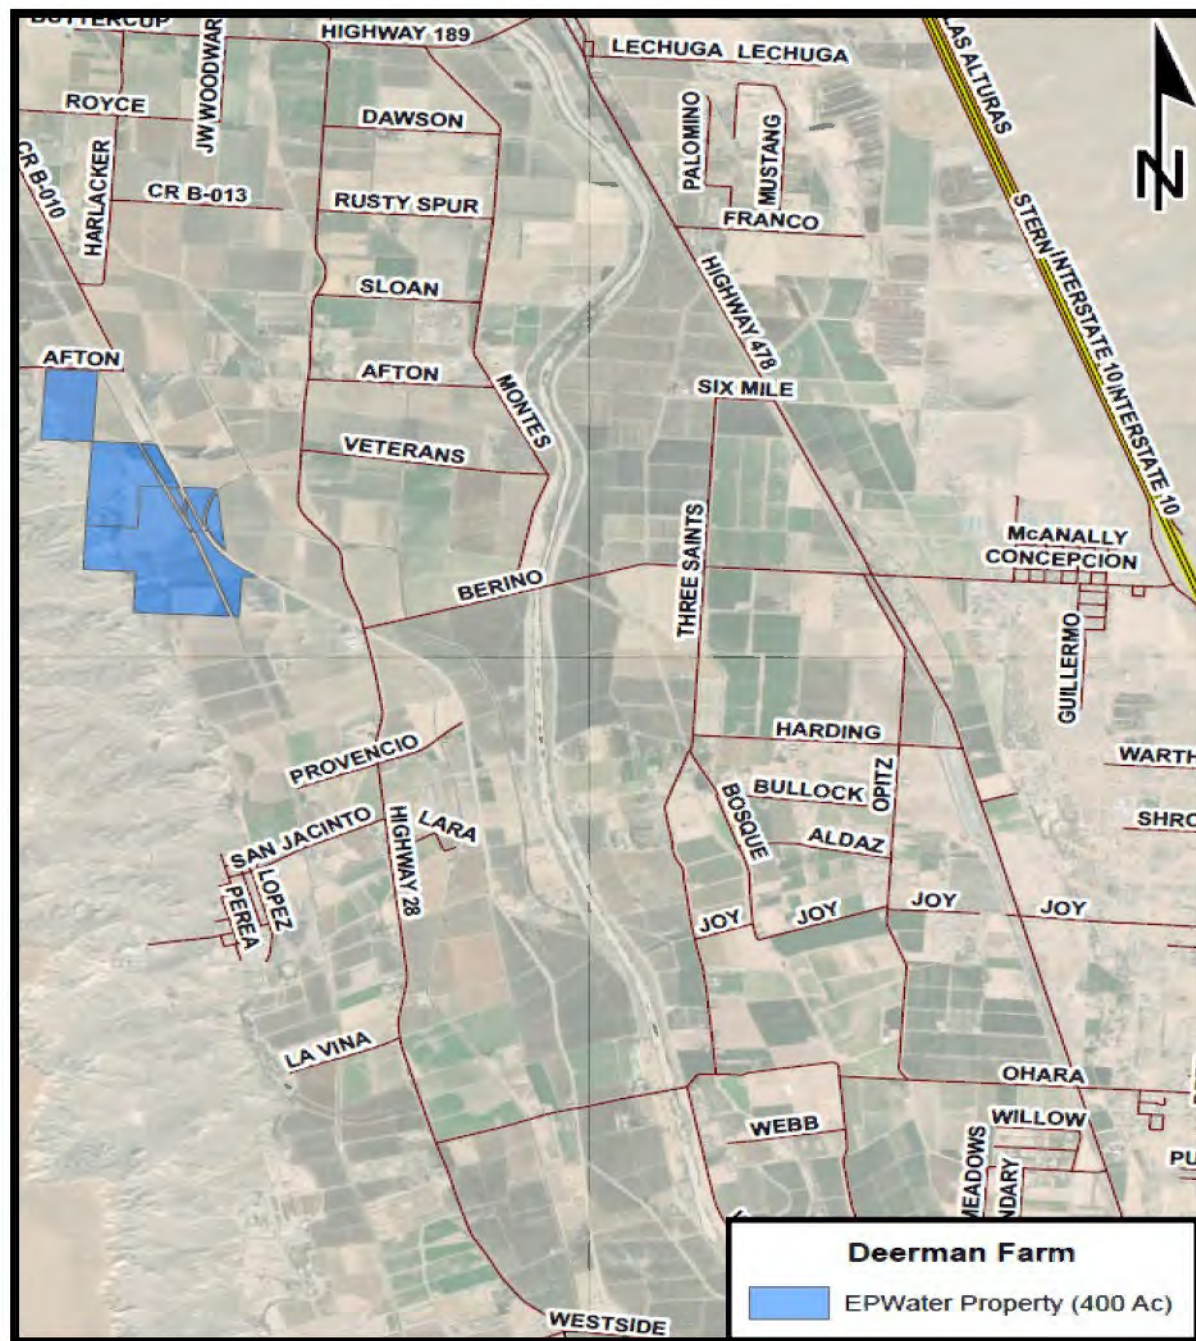 BUTTERCUP
HIGHWAY 189
LECHUGA LECHUGA
LAS ALTURAS
JW WOODWAR
ROYCE
DAWSON
PALOMINO
MUSTANG
N
CR B-010
HARLACKER
CR B-013
RUSTY SPUR
FRANCO
STERN
INTERSTATE 10
INTERSTATE 10
SLOAN
HIGHWAY 478
AFTON
AFTON
MONTES
SIX MILE
VETERANS
THREE SAINTS
McANALLY
CONCEPCION
BERINO
GUILLERMO
HARDING
WARTH
PROVENCIO
BOSQUE
BULLOCK
OPITZ
SAN JACINTO
HIGHWAY 28
LARA
ALDAZ
SHRO
PEREA
LOPEZ
JOY
JOY
JOY
JOY
LA VINA
OHARA
WEBB
WILLOW
MEADOWS
NDARY
PU
WESTSIDE
Deerman Farm
EPWater Property (400 Ac)